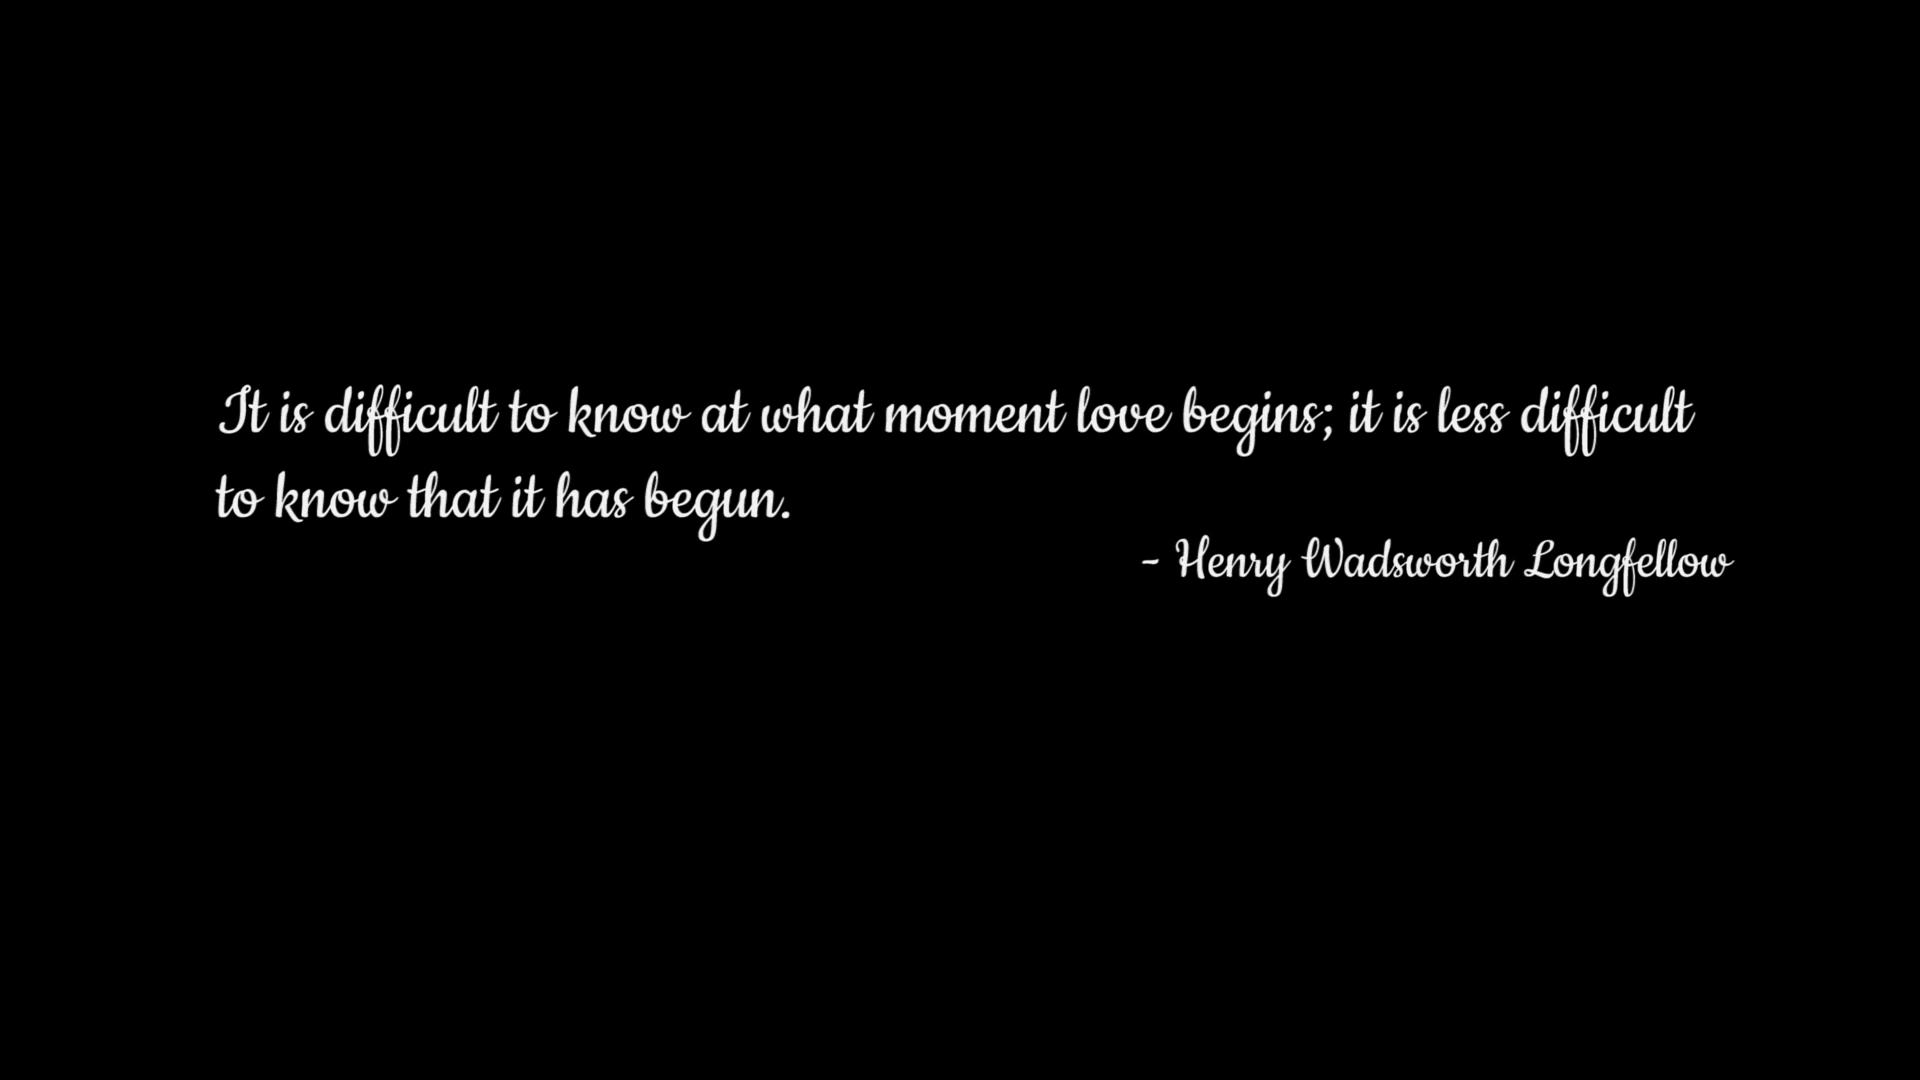 It is difficult to know at what moment love begins; it is less difficult
to know that it has begun.
- Henry Wadsworth Longfellow